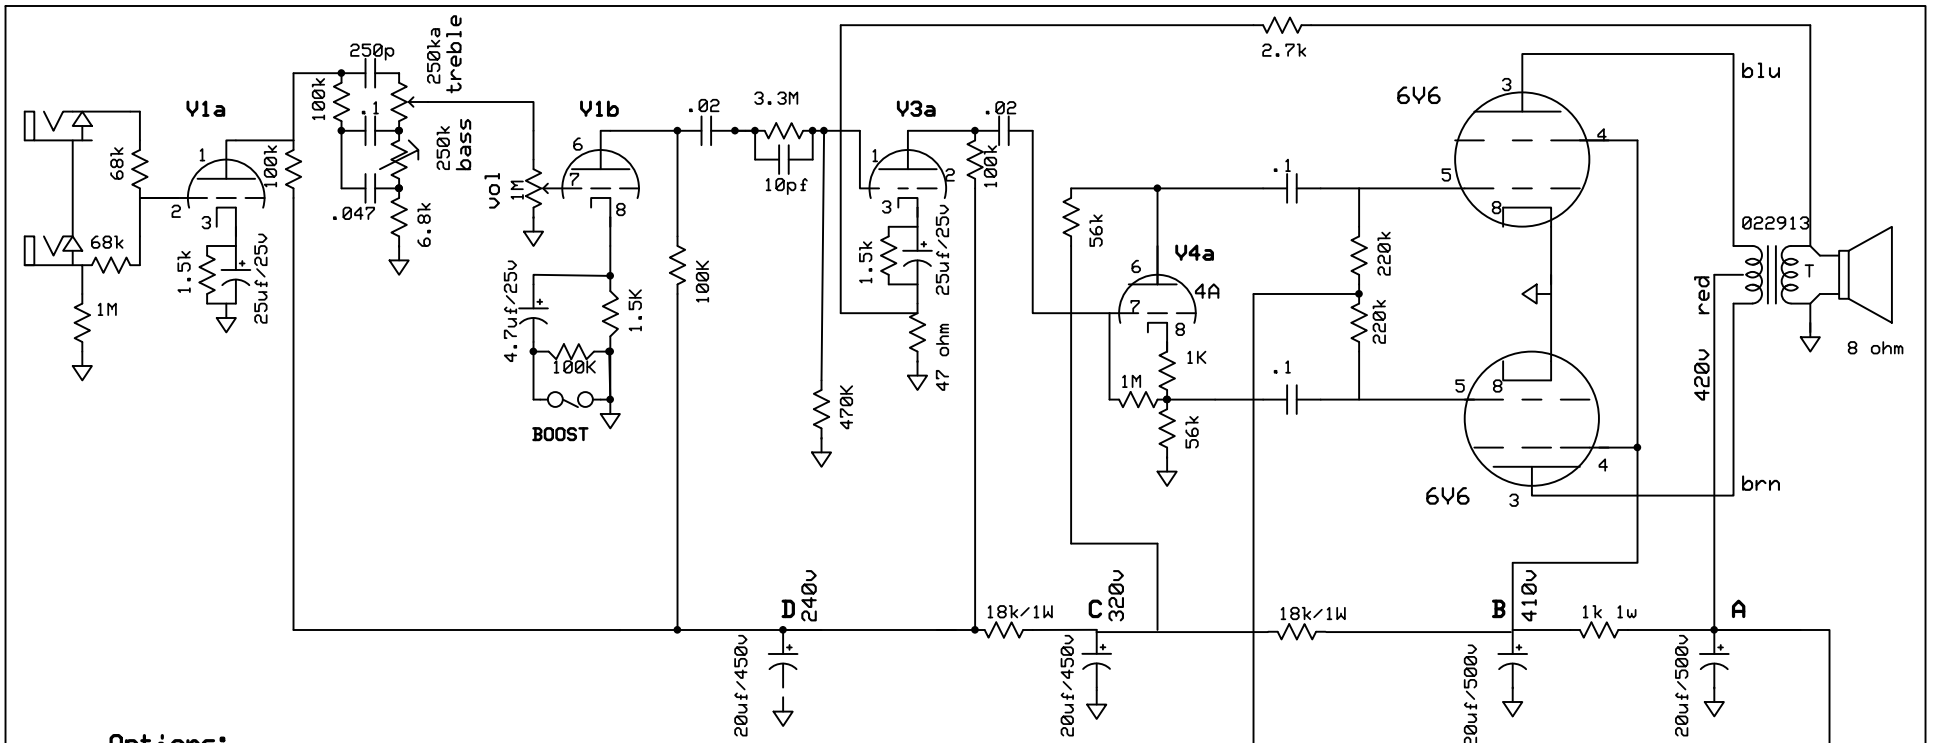 250p
250ka
treble
2.7k
blu
3
6V6
V1a
100k
.1
V1b
.02
3.3M
V3a
.02
4
68k
1
100k
250k
bass
6
1
2
100k
10pf
.1
5
2
3
.047
6.8k
vol
1M
7
8
3
8
56k
68k
1.5k
25uf/25v
1.5k
25uf/25v
V4a
220k
022913
T
6
4A
7
8
red
1M
4.7uf/25v
1.5K
100K
220k
100K
47 ohm
1K
1M
.1
8 ohm
5
8
420v
BOOST
470K
56k
4
6V6
3
brn
D
240v
18k/1W
C
320v
18k/1W
B
410v
1k 1w
A
20uf/450v
20uf/450v
20uf/500v
20uf/500v
Options: